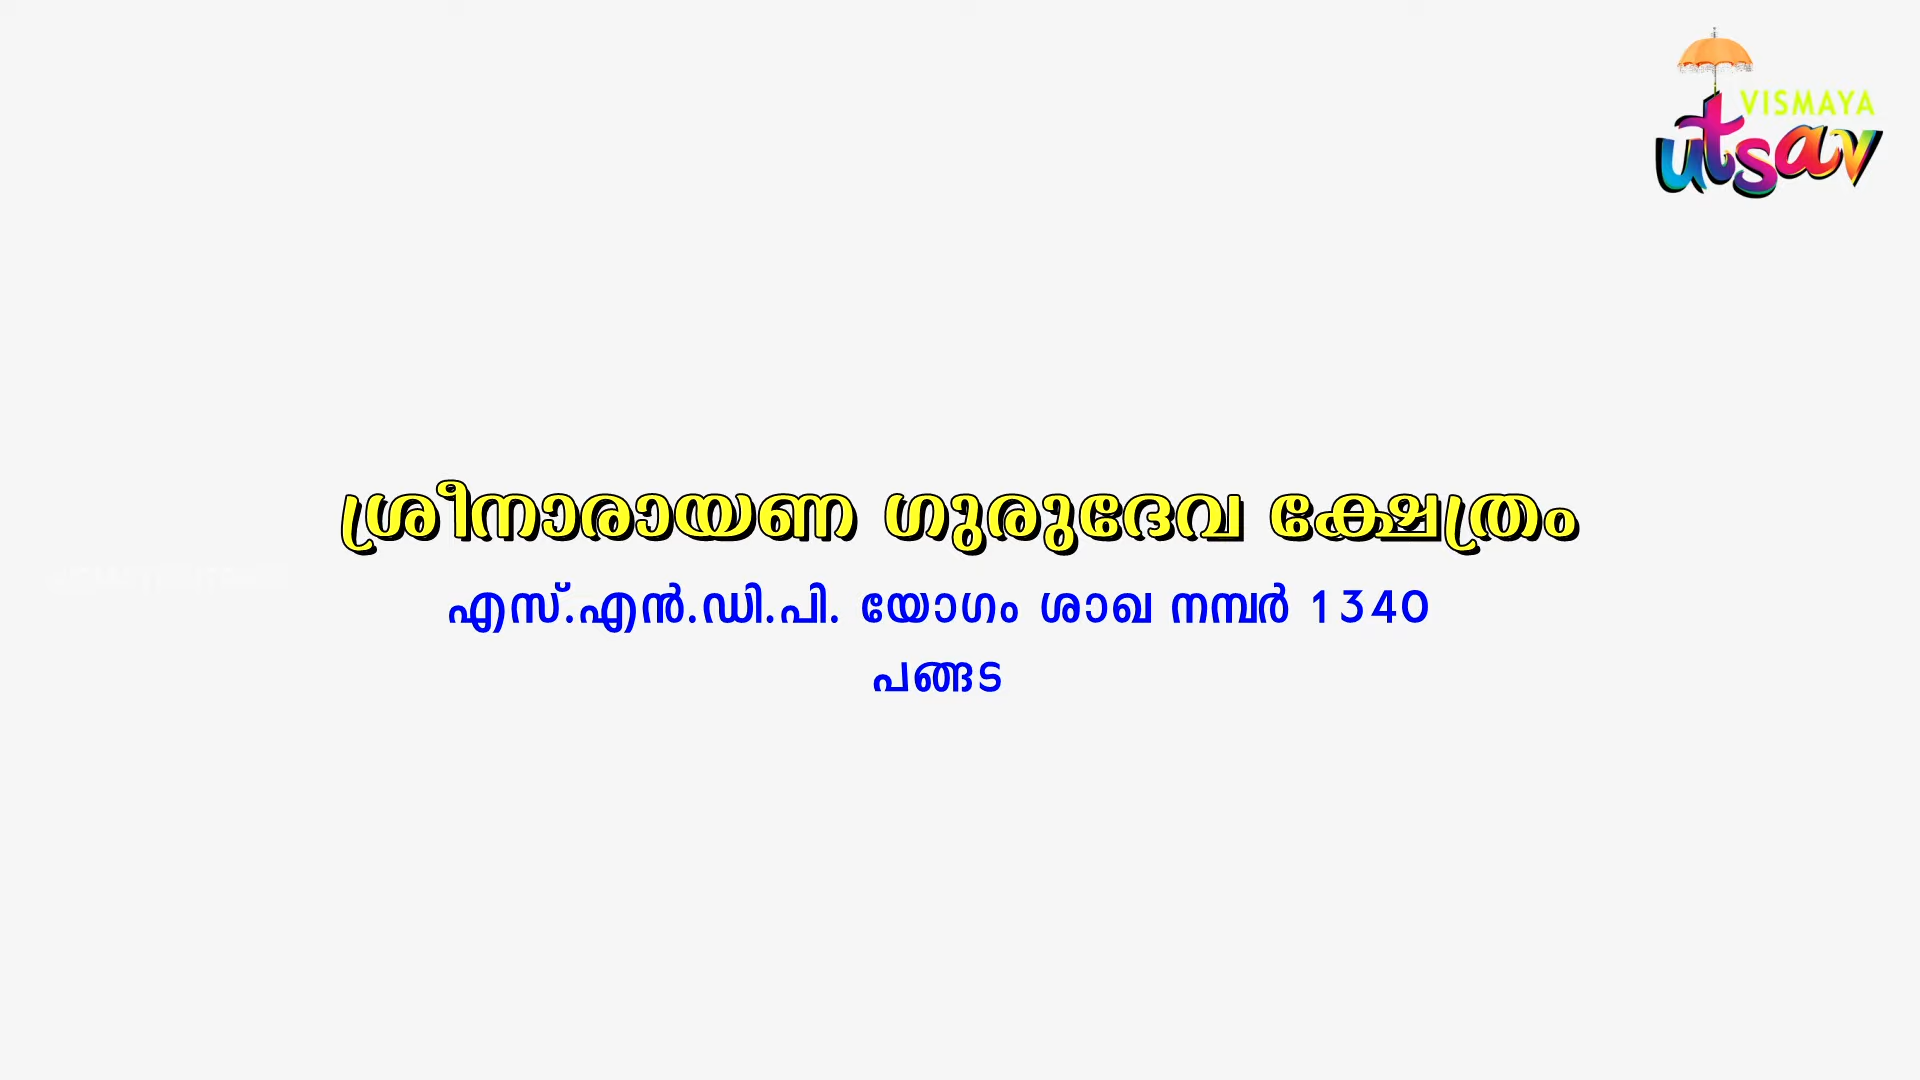 VISMAYA
utsav
ശ്രീനാരായണ ഗുരുദേവ ക്ഷേത്രം
എസ്.എൻ.ഡി.പി. യോഗം ശാഖ നമ്പർ 1340
പങ്ങട